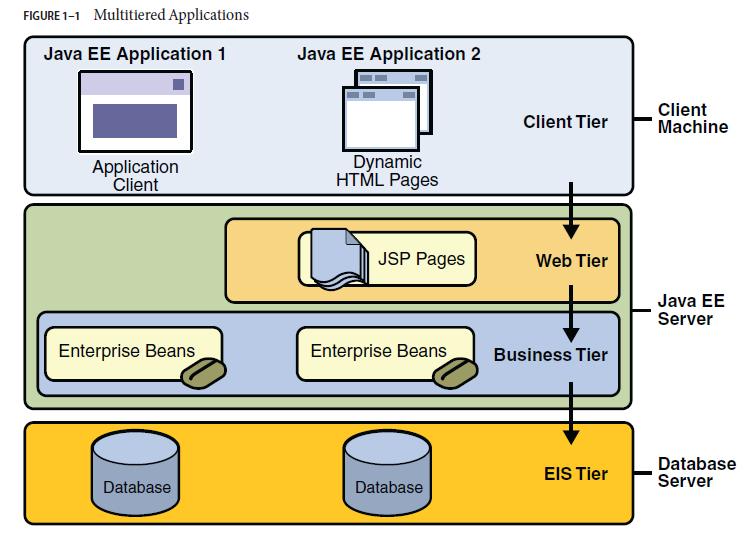 FIGURE 1–1 Multitiered Applications
Java EE Application 1
Java EE Application 2
Client Tier
Client
Machine
Application
Client
Dynamic
HTML Pages
JSP Pages
Web Tier
Java EE
Server
Enterprise Beans
Enterprise Beans
Business Tier
Database
Database
EIS Tier
Database
Server